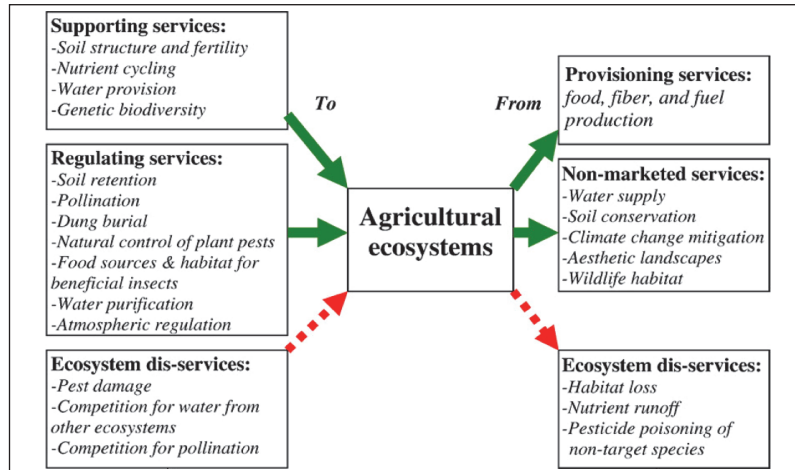 Supporting services:
-Soil structure and fertility
-Nutrient cycling
-Water provision
-Genetic biodiversity
Regulating services:
-Soil retention
-Pollination
-Dung burial
-Natural control of plant pests
-Food sources & habitat for
beneficial insects
-Water purification
-Atmospheric regulation
Ecosystem dis-services:
-Pest damage
-Competition for water from
other ecosystems
-Competition for pollination
To
From
Agricultural
ecosystems
Provisioning services:
food, fiber, and fuel
production
Non-marketed services:
-Water supply
-Soil conservation
-Climate change mitigation
-Aesthetic landscapes
-Wildlife habitat
Ecosystem dis-services:
-Habitat loss
-Nutrient runoff
-Pesticide poisoning of
non-target species